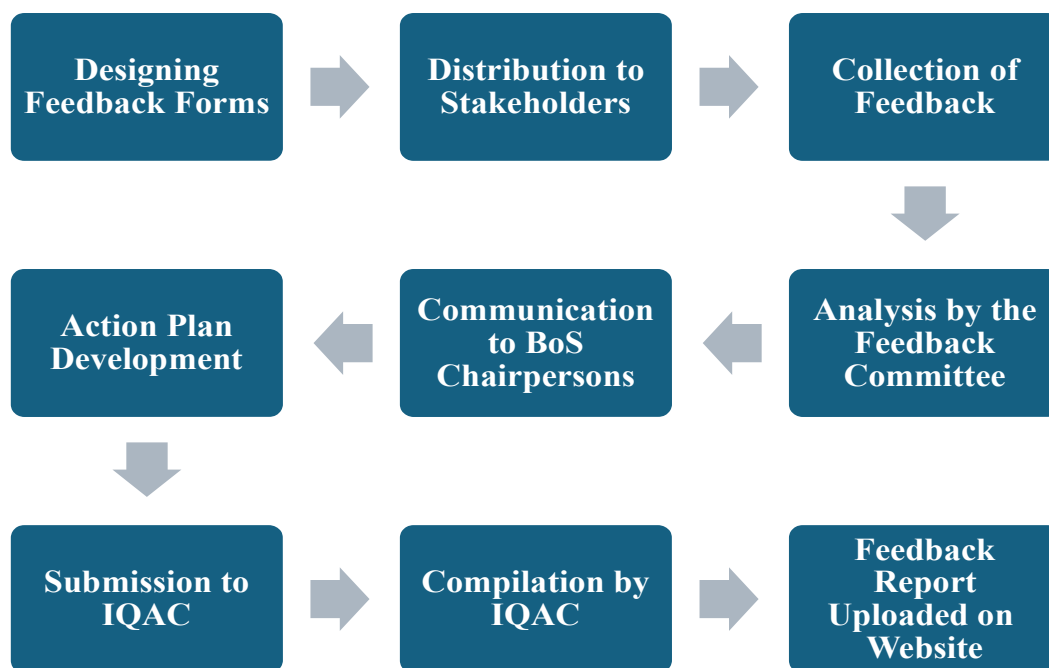 Designing
Feedback Forms
Distribution to
Stakeholders
Collection of
Feedback
Analysis by the
Feedback
Committee
Communication
to BoS
Chairpersons
Action Plan
Development
Submission to
IQAC
Compilation by
IQAC
Feedback
Report
Uploaded on
Website